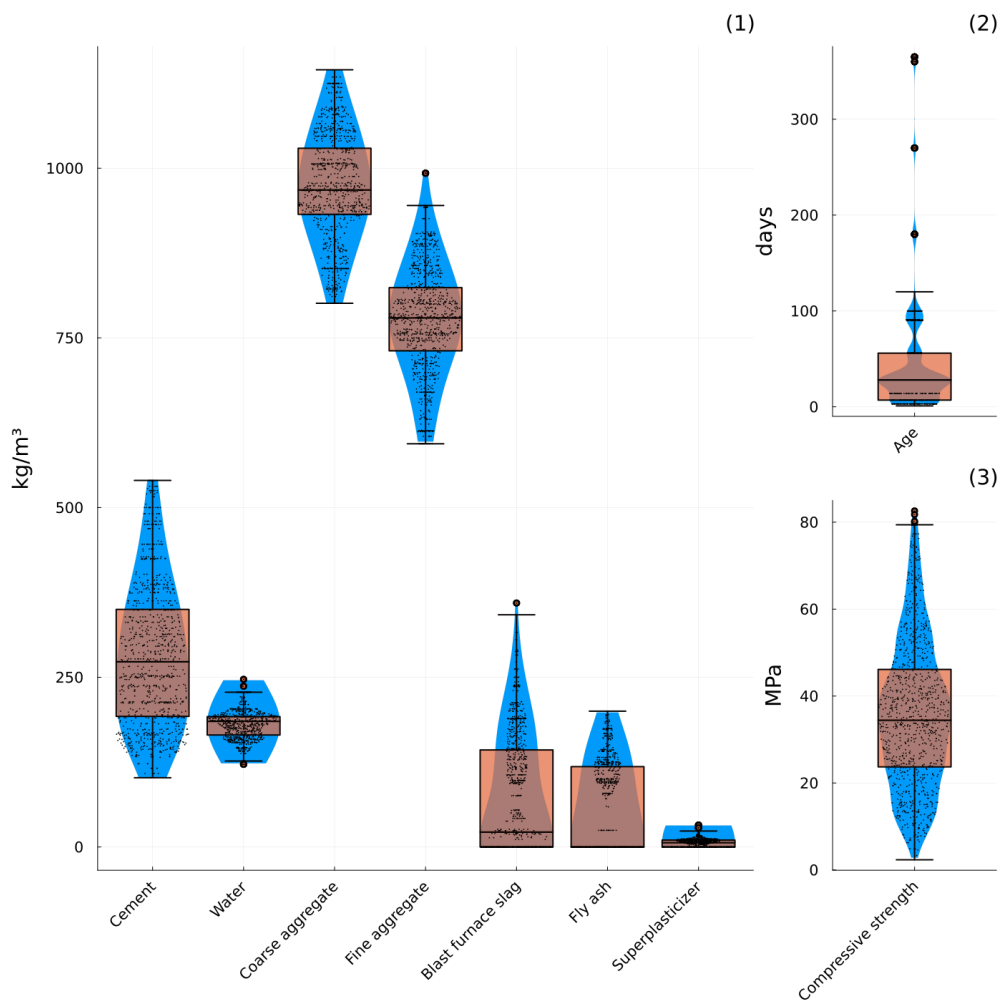 (1)
kg/m³
1000
750
500
250
0
Cement
Water
Coarse aggregate
Fine aggregate
Blast furnace slag
Fly ash
Superplasticizer
(2)
days
300
200
100
0
Age
(3)
MPa
80
60
40
20
0
Compressive strength